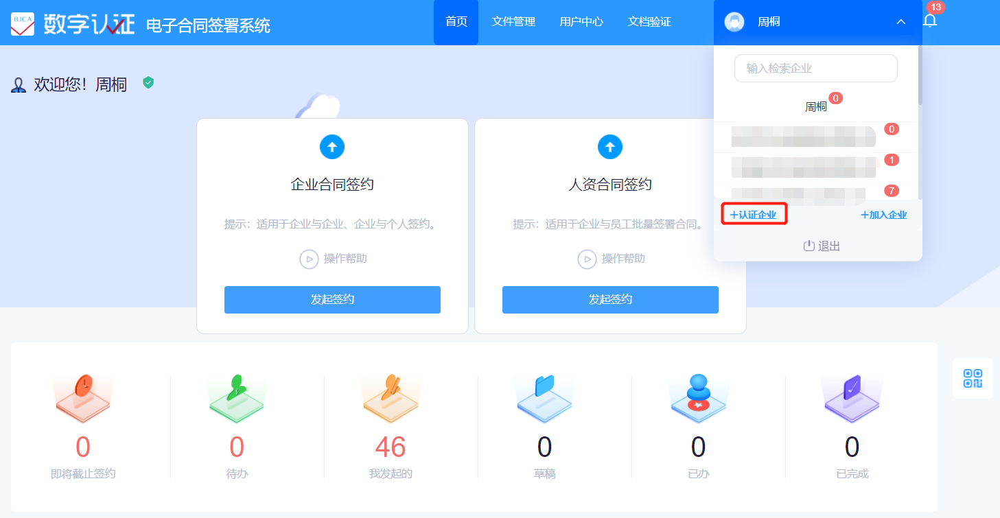 BJCA 数字认证 电子合同签署系统
首页 文件管理 用户中心 文档验证
周桐
13
欢迎您！周桐
输入检索企业
周桐 0
0
1
7
+认证企业 +加入企业
退出
企业合同签约
提示：适用于企业与企业、企业与个人签约。
操作帮助
发起签约
人资合同签约
提示：适用于企业与员工批量签署合同。
操作帮助
发起签约
0 0 46 0 0 0
即将截止签约 待办 我发起的 草稿 已办 已完成